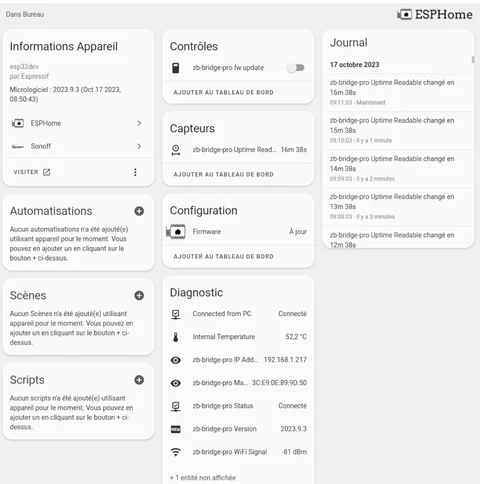 Dans Bureau
ESPHome
Informations Appareil
esp32dev
par Espressif
Micrologiciel : 2023.9.3 (Oct 17 2023,
08:50:43)
ESPHome
Sonoff
VISITER
Automatisations
Aucun automatisations n'a été ajouté(e)
utilisant appareil pour le moment. Vous
pouvez en ajouter un en cliquant sur le
bouton + ci-dessus.
Scènes
Aucun Scènes n'a été ajouté(e) utilisant
appareil pour le moment. Vous pouvez en
ajouter un en cliquant sur le bouton + ci-
dessus.
Scripts
Aucun scripts n'a été ajouté(e) utilisant
appareil pour le moment. Vous pouvez en
ajouter un en cliquant sur le bouton + ci-
dessus.
Contrôles
zb-bridge-pro fw update
AJOUTER AU TABLEAU DE BORD
Capteurs
zb-bridge-pro Uptime Read... 16m 38s
AJOUTER AU TABLEAU DE BORD
Configuration
Firmware À jour
AJOUTER AU TABLEAU DE BORD
Diagnostic
Connected from PC Connecté
Internal Temperature 52,2 °C
zb-bridge-pro IP Add... 192.168.1.217
zb-bridge-pro Ma... 3C:E9:0E:89:9D:50
zb-bridge-pro Status Connecté
zb-bridge-pro Version 2023.9.3
zb-bridge-pro WiFi Signal -81 dBm
+ 1 entité non affichée
Journal
17 octobre 2023
zb-bridge-pro Uptime Readable changed en
16m 38s
09:11:03 - Maintenant
zb-bridge-pro Uptime Readable changed en
15m 38s
09:10:03 - Il y a 1 minute
zb-bridge-pro Uptime Readable changed en
14m 38s
09:09:03 - Il y a 2 minutes
zb-bridge-pro Uptime Readable changed en
13m 38s
09:08:03 - Il y a 3 minutes
zb-bridge-pro Uptime Readable changed en
12m 38s